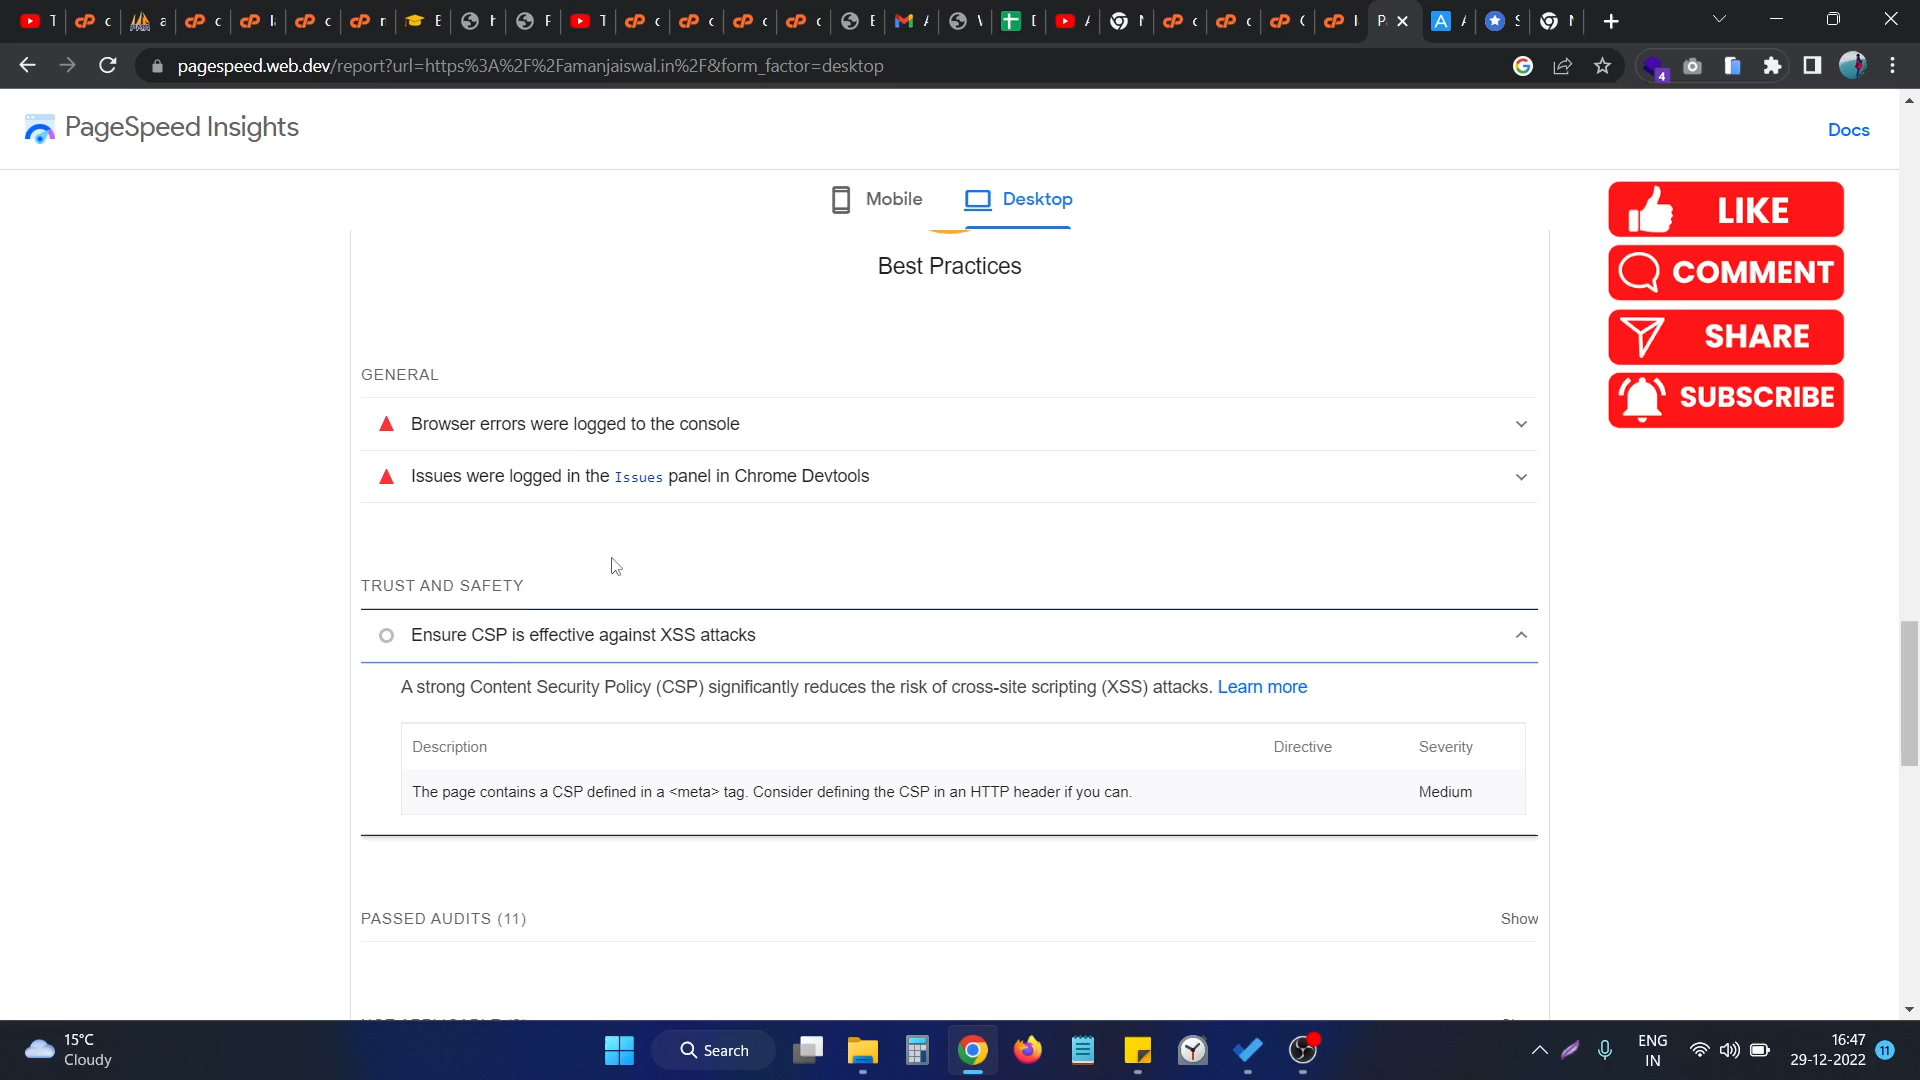 pagespeed.web.dev/report?url=https%3A%2F%2Famanjaiswal.in%2F&form_factor=desktop
4
PageSpeed Insights
Docs
Mobile
Desktop
LIKE
COMMENT
SHARE
SUBSCRIBE
Best Practices
GENERAL
Browser errors were logged to the console
Issues were logged in the Issues panel in Chrome Devtools
TRUST AND SAFETY
Ensure CSP is effective against XSS attacks
A strong Content Security Policy (CSP) significantly reduces the risk of cross-site scripting (XSS) attacks. Learn more
Description Directive Severity
The page contains a CSP defined in a <meta> tag. Consider defining the CSP in an HTTP header if you can. Medium
PASSED AUDITS (11) Show
15°C
Cloudy
Search
ENG
IN
16:47
29-12-2022
11